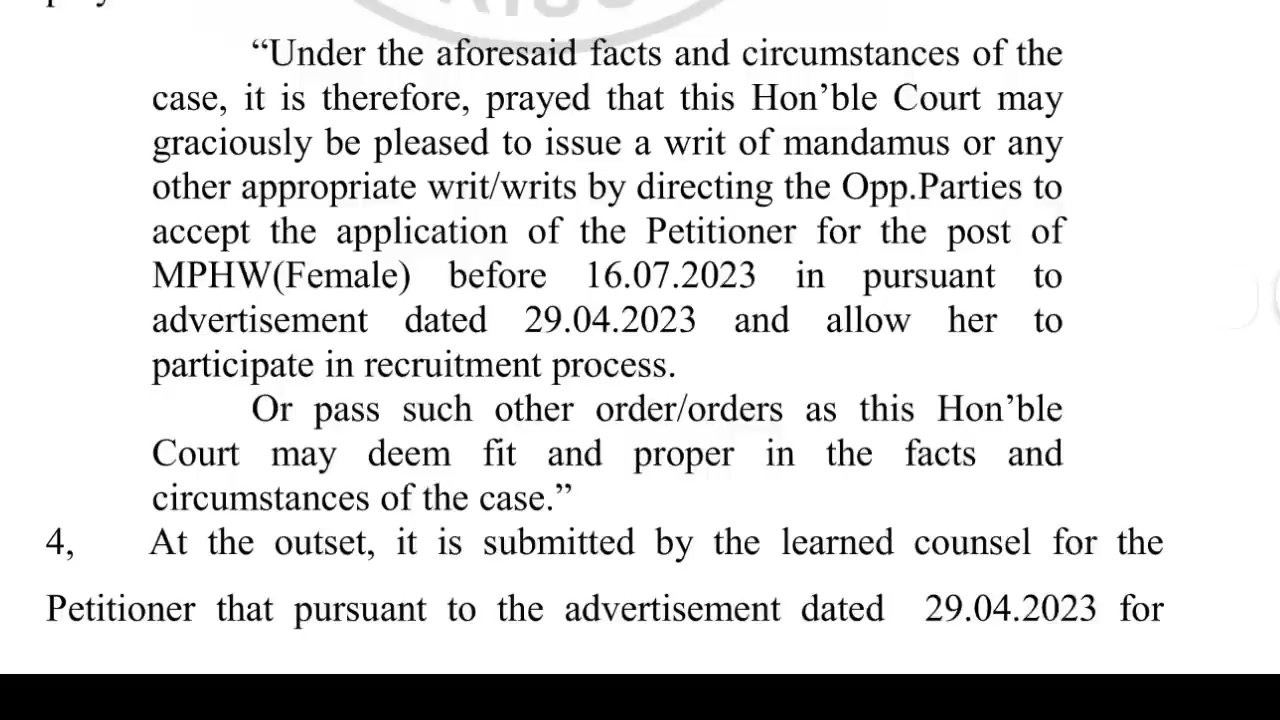 “Under the aforesaid facts and circumstances of the
case, it is therefore, prayed that this Hon’ble Court may
graciously be pleased to issue a writ of mandamus or any
other appropriate writ/writs by directing the Opp.Parties to
accept the application of the Petitioner for the post of
MPHW(Female) before 16.07.2023 in pursuant to
advertisement dated 29.04.2023 and allow her to
participate in recruitment process.
Or pass such other order/orders as this Hon’ble
Court may deem fit and proper in the facts and
circumstances of the case.”
4, At the outset, it is submitted by the learned counsel for the
Petitioner that pursuant to the advertisement dated 29.04.2023 for